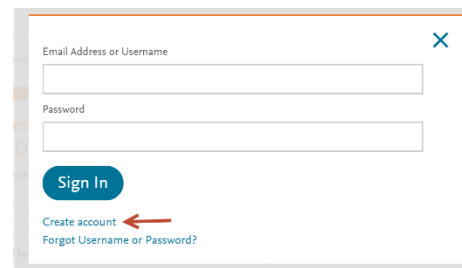 Email Address or Username
Password
Sign In
Create account
Forgot Username or Password?